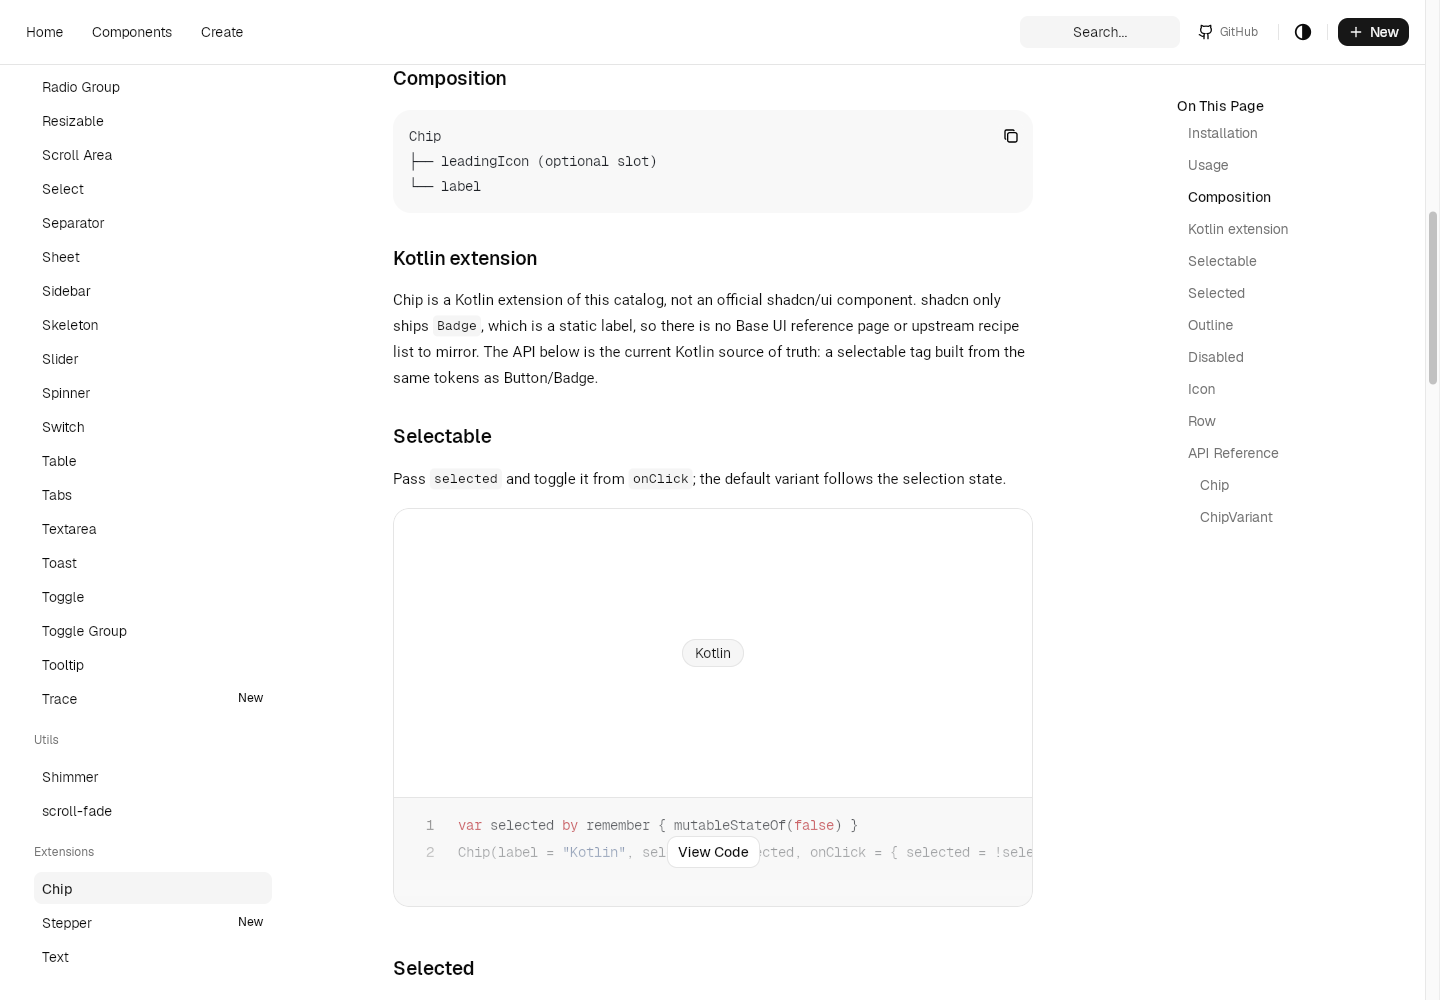 Home
Components
Create
Search...
GitHub
New
Radio Group
Resizable
Scroll Area
Select
Separator
Sheet
Sidebar
Skeleton
Slider
Spinner
Switch
Table
Tabs
Textarea
Toast
Toggle
Toggle Group
Tooltip
Trace New
Utils
Shimmer
scroll-fade
Extensions
Chip
Stepper New
Text
Composition
Chip
├── leadingIcon (optional slot)
└── label
Kotlin extension
Chip is a Kotlin extension of this catalog, not an official shadcn/ui component. shadcn only
ships Badge, which is a static label, so there is no Base UI reference page or upstream recipe
list to mirror. The API below is the current Kotlin source of truth: a selectable tag built from the
same tokens as Button/Badge.
Selectable
Pass selected and toggle it from onClick; the default variant follows the selection state.
Kotlin
1 var selected by remember { mutableStateOf(false) }
2 Chip(label = "Kotlin", sel
View Code
cted, onClick = { selected = !sele
Selected
On This Page
Installation
Usage
Composition
Kotlin extension
Selectable
Selected
Outline
Disabled
Icon
Row
API Reference
Chip
ChipVariant